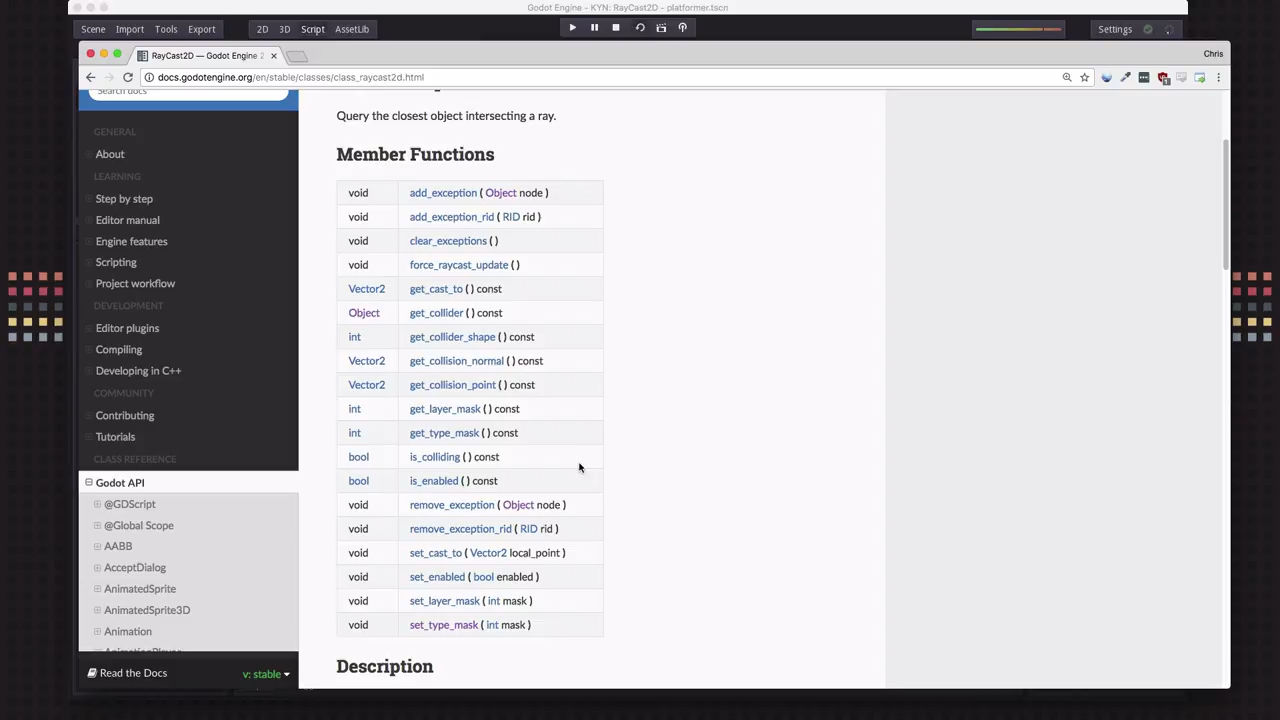 Godot Engine - KYN: RayCast2D - platformer.tscn
Scene Import Tools Export 2D 3D Script AssetLib Settings
RayCast2D — Godot Engine 2
Chris
docs.godotengine.org/en/stable/classes/class_raycast2d.html
Search docs
GENERAL
About
LEARNING
Step by step
Editor manual
Engine features
Scripting
Project workflow
DEVELOPMENT
Editor plugins
Compiling
Developing in C++
COMMUNITY
Contributing
Tutorials
CLASS REFERENCE
Godot API
@GDScript
@Global Scope
AABB
AcceptDialog
AnimatedSprite
AnimatedSprite3D
Animation
Read the Docs v: stable
Query the closest object intersecting a ray.
Member Functions
void add_exception ( Object node )
void add_exception_rid ( RID rid )
void clear_exceptions ( )
void force_raycast_update ( )
Vector2 get_cast_to ( ) const
Object get_collider ( ) const
int get_collider_shape ( ) const
Vector2 get_collision_normal ( ) const
Vector2 get_collision_point ( ) const
int get_layer_mask ( ) const
int get_type_mask ( ) const
bool is_colliding ( ) const
bool is_enabled ( ) const
void remove_exception ( Object node )
void remove_exception_rid ( RID rid )
void set_cast_to ( Vector2 local_point )
void set_enabled ( bool enabled )
void set_layer_mask ( int mask )
void set_type_mask ( int mask )
Description